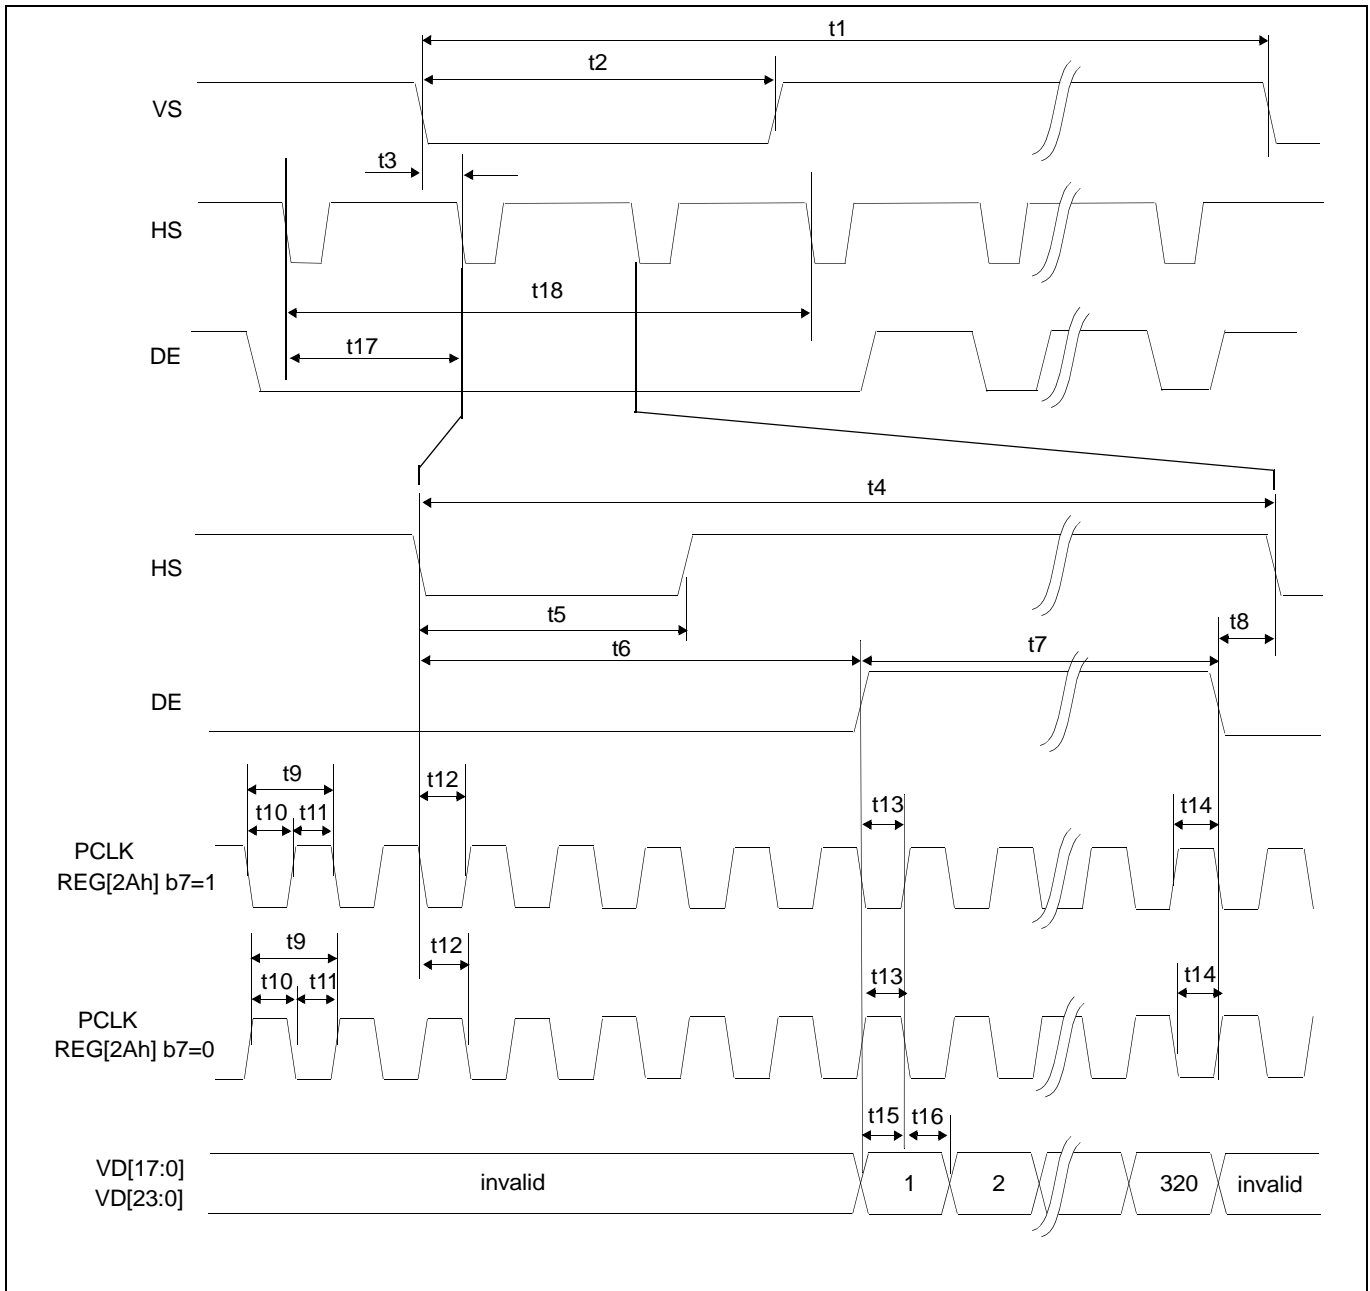 t1
t2
VS
t3
HS
t18
t17
DE
t4
HS
t5
t8
t6
t7
DE
t9
t12
t10 t11
t13
t14
PCLK
REG[2Ah] b7=1
t9
t12
t10 t11
t13
t14
PCLK
REG[2Ah] b7=0
t15 t16
VD[17:0]
VD[23:0]
invalid
1
2
320
invalid